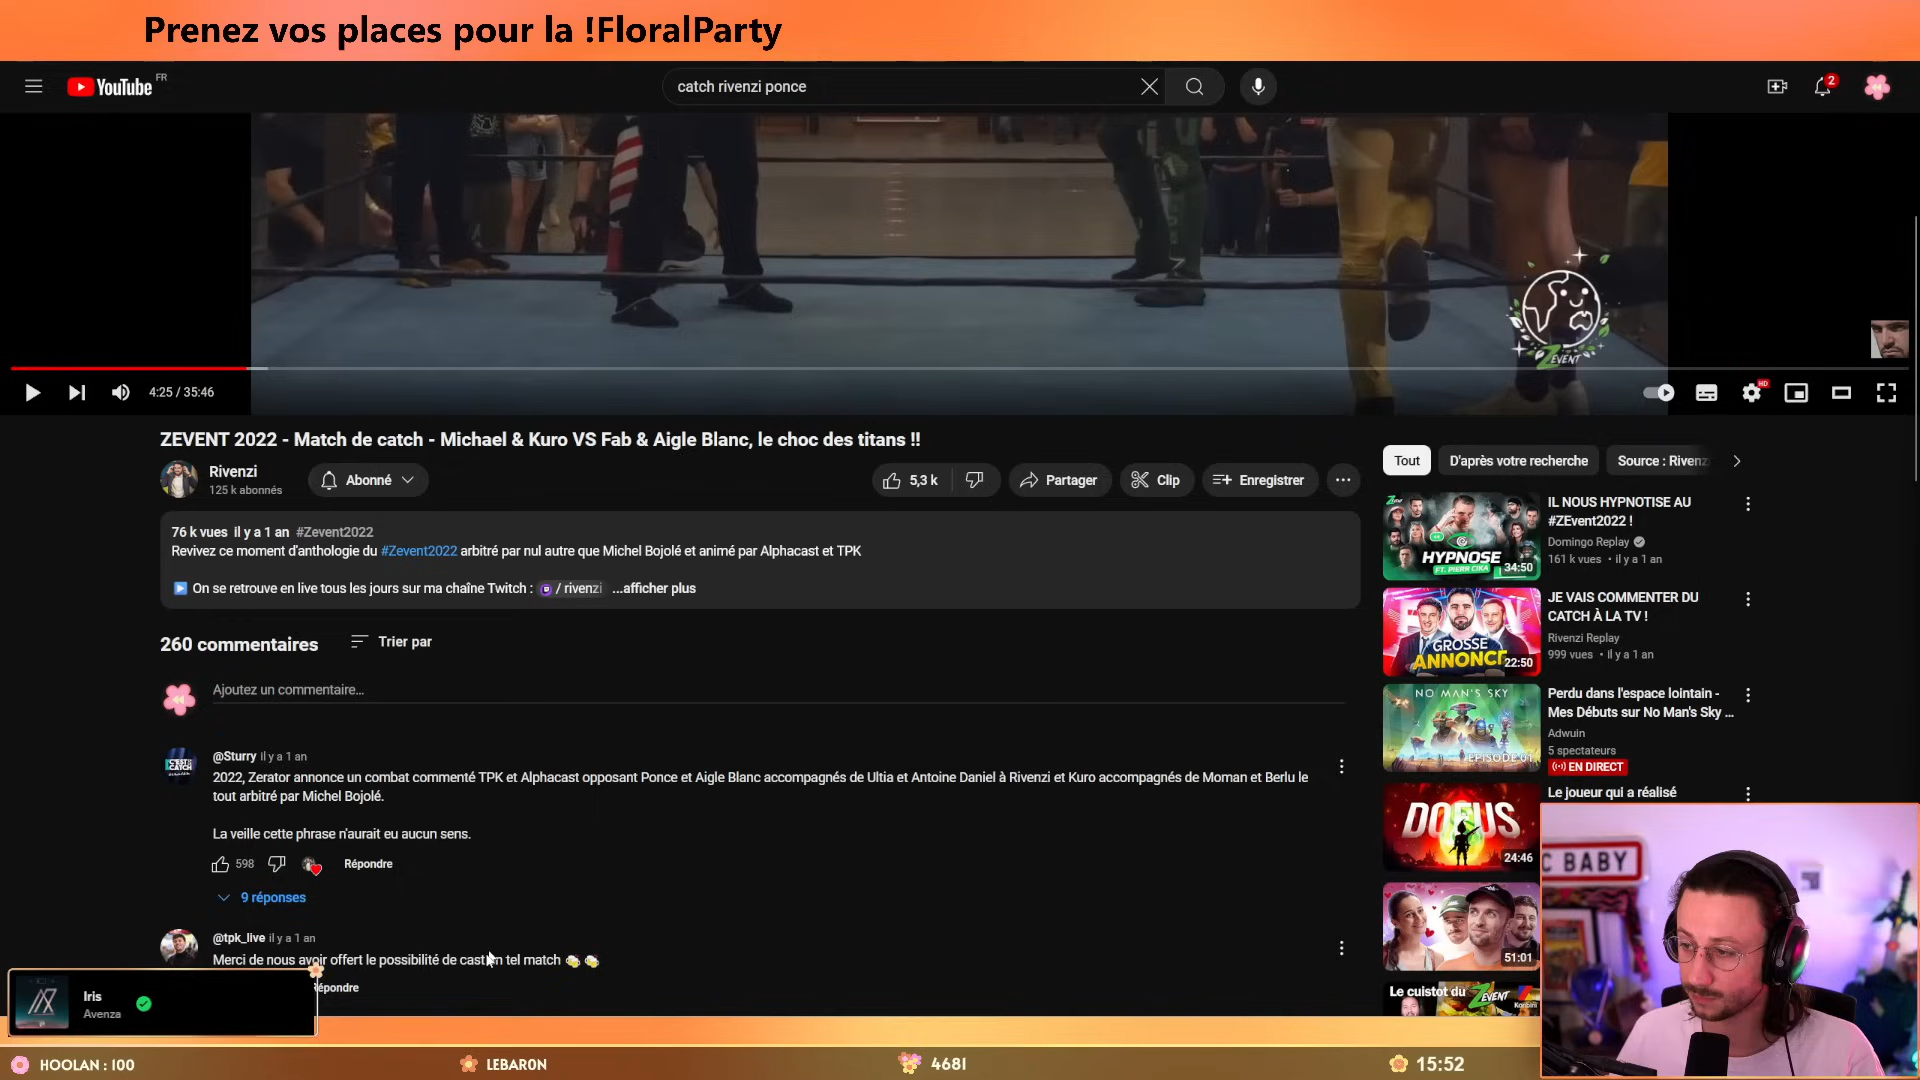 Prenez vos places pour la !FloralParty
YouTube FR
catch rivenzi ponce
2
ZEVENT
4:25 / 35:46
HD
ZEVENT 2022 - Match de catch - Michael & Kuro VS Fab & Aigle Blanc, le choc des titans !!
Rivenzi
125 k abonnés
Abonné
5,3 k
Partager
Clip
Enregistrer
76 k vues il y a 1 an #Zevent2022
Revivez ce moment d'anthologie du #Zevent2022 arbitré par nul autre que Michel Bojolé et animé par Alphacast et TPK
On se retrouve en live tous les jours sur ma chaîne Twitch : / rivenzi ...afficher plus
260 commentaires
Trier par
Ajoutez un commentaire...
@Sturry il y a 1 an
2022, Zerator annonce un combat commenté TPK et Alphacast opposant Ponce et Aigle Blanc accompagnés de Ultia et Antoine Daniel à Rivenzi et Kuro accompagnés de Moman et Berlu le
tout arbitré par Michel Bojolé.
La veille cette phrase n'aurait eu aucun sens.
598
Répondre
9 réponses
@tpk_live il y a 1 an
Merci de nous avoir offert le possibilité de cast un tel match
épondre
Tout
D'après votre recherche
Source : Rivenz
HYPNOSE
FT. PIERR CIKA
34:50
IL NOUS HYPNOTISE AU
#ZEvent2022 !
Domingo Replay
161 k vues • il y a 1 an
GROSSE
ANNONCE
22:50
JE VAIS COMMENTER DU
CATCH À LA TV !
Rivenzi Replay
999 vues • il y a 1 an
NO MAN'S SKY
EPISODE 01
Perdu dans l'espace lointain -
Mes Débuts sur No Man's Sky ...
Adwuin
5 spectateurs
EN DIRECT
DOFUS
24:46
Le joueur qui a réalisé
51:01
Le cuistot du ZEVENT
C BABY
Iris
Avenza
HOOLAN : 100
LEBARON
4681
15:52